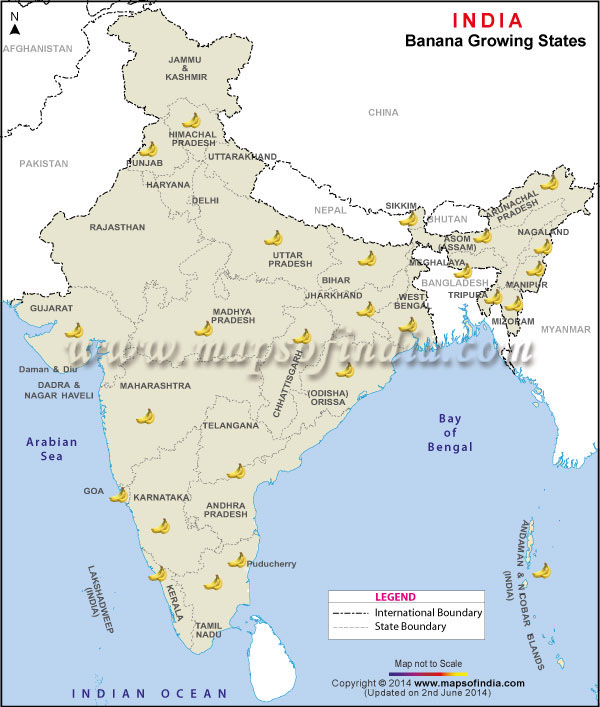 N
INDIA
Banana Growing States
AFGHANISTAN
JAMMU
&
KASHMIR
CHINA
HIMACHAL
PRADESH
PAKISTAN
PUNJAB
UTTARAKHAND
HARYANA
DELHI
NEPAL
SIKKIM
BHUTAN
ARUNACHAL
PRADESH
RAJASTHAN
UTTAR
PRADESH
ASOM
(ASSAM)
NAGALAND
MEGHALAYA
BIHAR
BANGLADESH
MANIPUR
JHARKHAND
WEST
BENGAL
TRIPURA
GUJARAT
MADHYA
PRADESH
MIZORAM
MYANMAR
www.mapsofindia.com
Daman & Diu
DADRA &
NAGAR HAVELI
MAHARASHTRA
CHHATTISGARH
(ODISHA)
ORISSA
TELANGANA
Arabian
Sea
Bay
of
Bengal
GOA
KARNATAKA
ANDHRA
PRADESH
Puducherry
LAKSHADWEEP
(INDIA)
KERALA
TAMIL
NADU
ANDAMAN & NICOBAR ISLANDS
(INDIA)
LEGEND
International Boundary
State Boundary
Map not to Scale
Copyright © 2014 www.mapsofindia.com
(Updated on 2nd June 2014)
INDIAN OCEAN